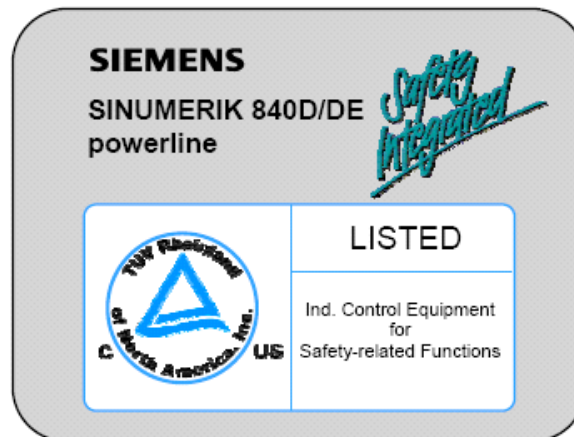 SIEMENS
SINUMERIK 840D/DE
powerline
Safety
Integrated
TÜV Rheinland
of North America, Inc.
C US
LISTED
Ind. Control Equipment
for
Safety-related Functions